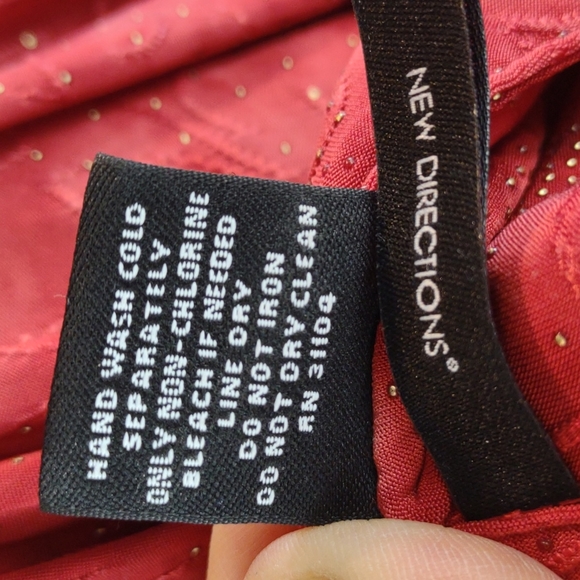 HAND WASH COLD
SEPARATELY
ONLY NON-CHLORINE
BLEACH IF NEEDED
LINE DRY
DO NOT IRON
DO NOT DRY CLEAN
RN 31104
NEW DIRECTIONS®